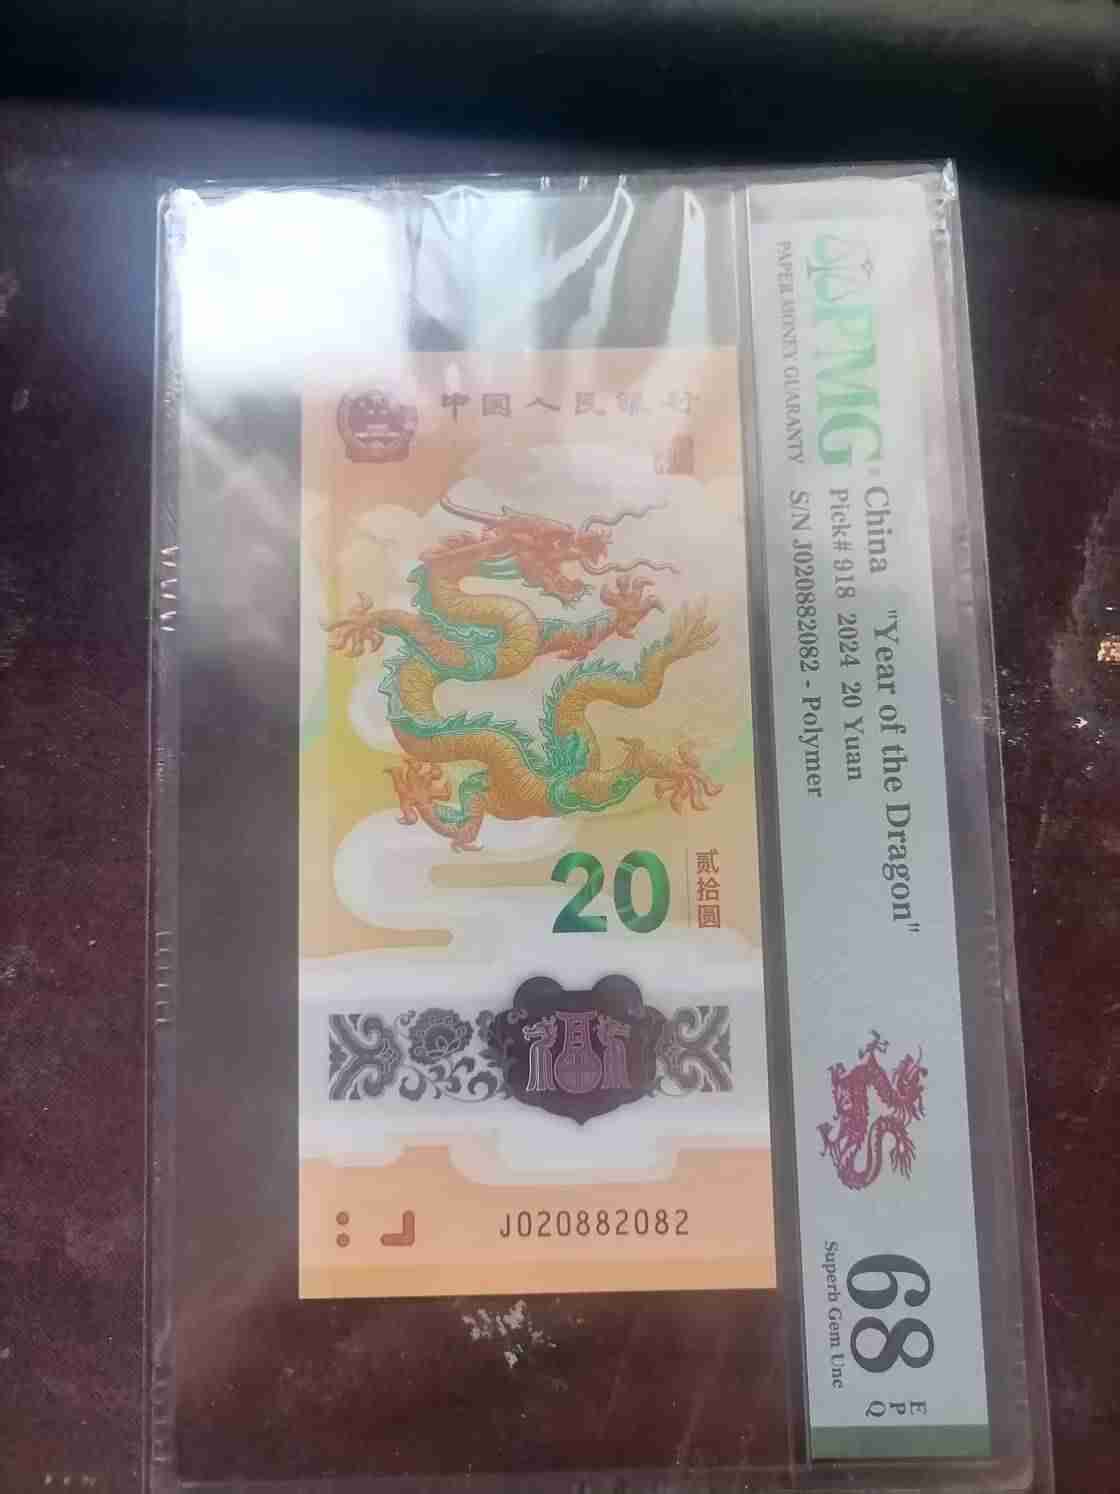 PMG
PAPER MONEY GUARANTY
China "Year of the Dragon"
Pick# 918 2024 20 Yuan
S/N J020882082 - Polymer
68
EPQ
Superb Gem Unc
中国人民银行
20
贰拾圆
J020882082